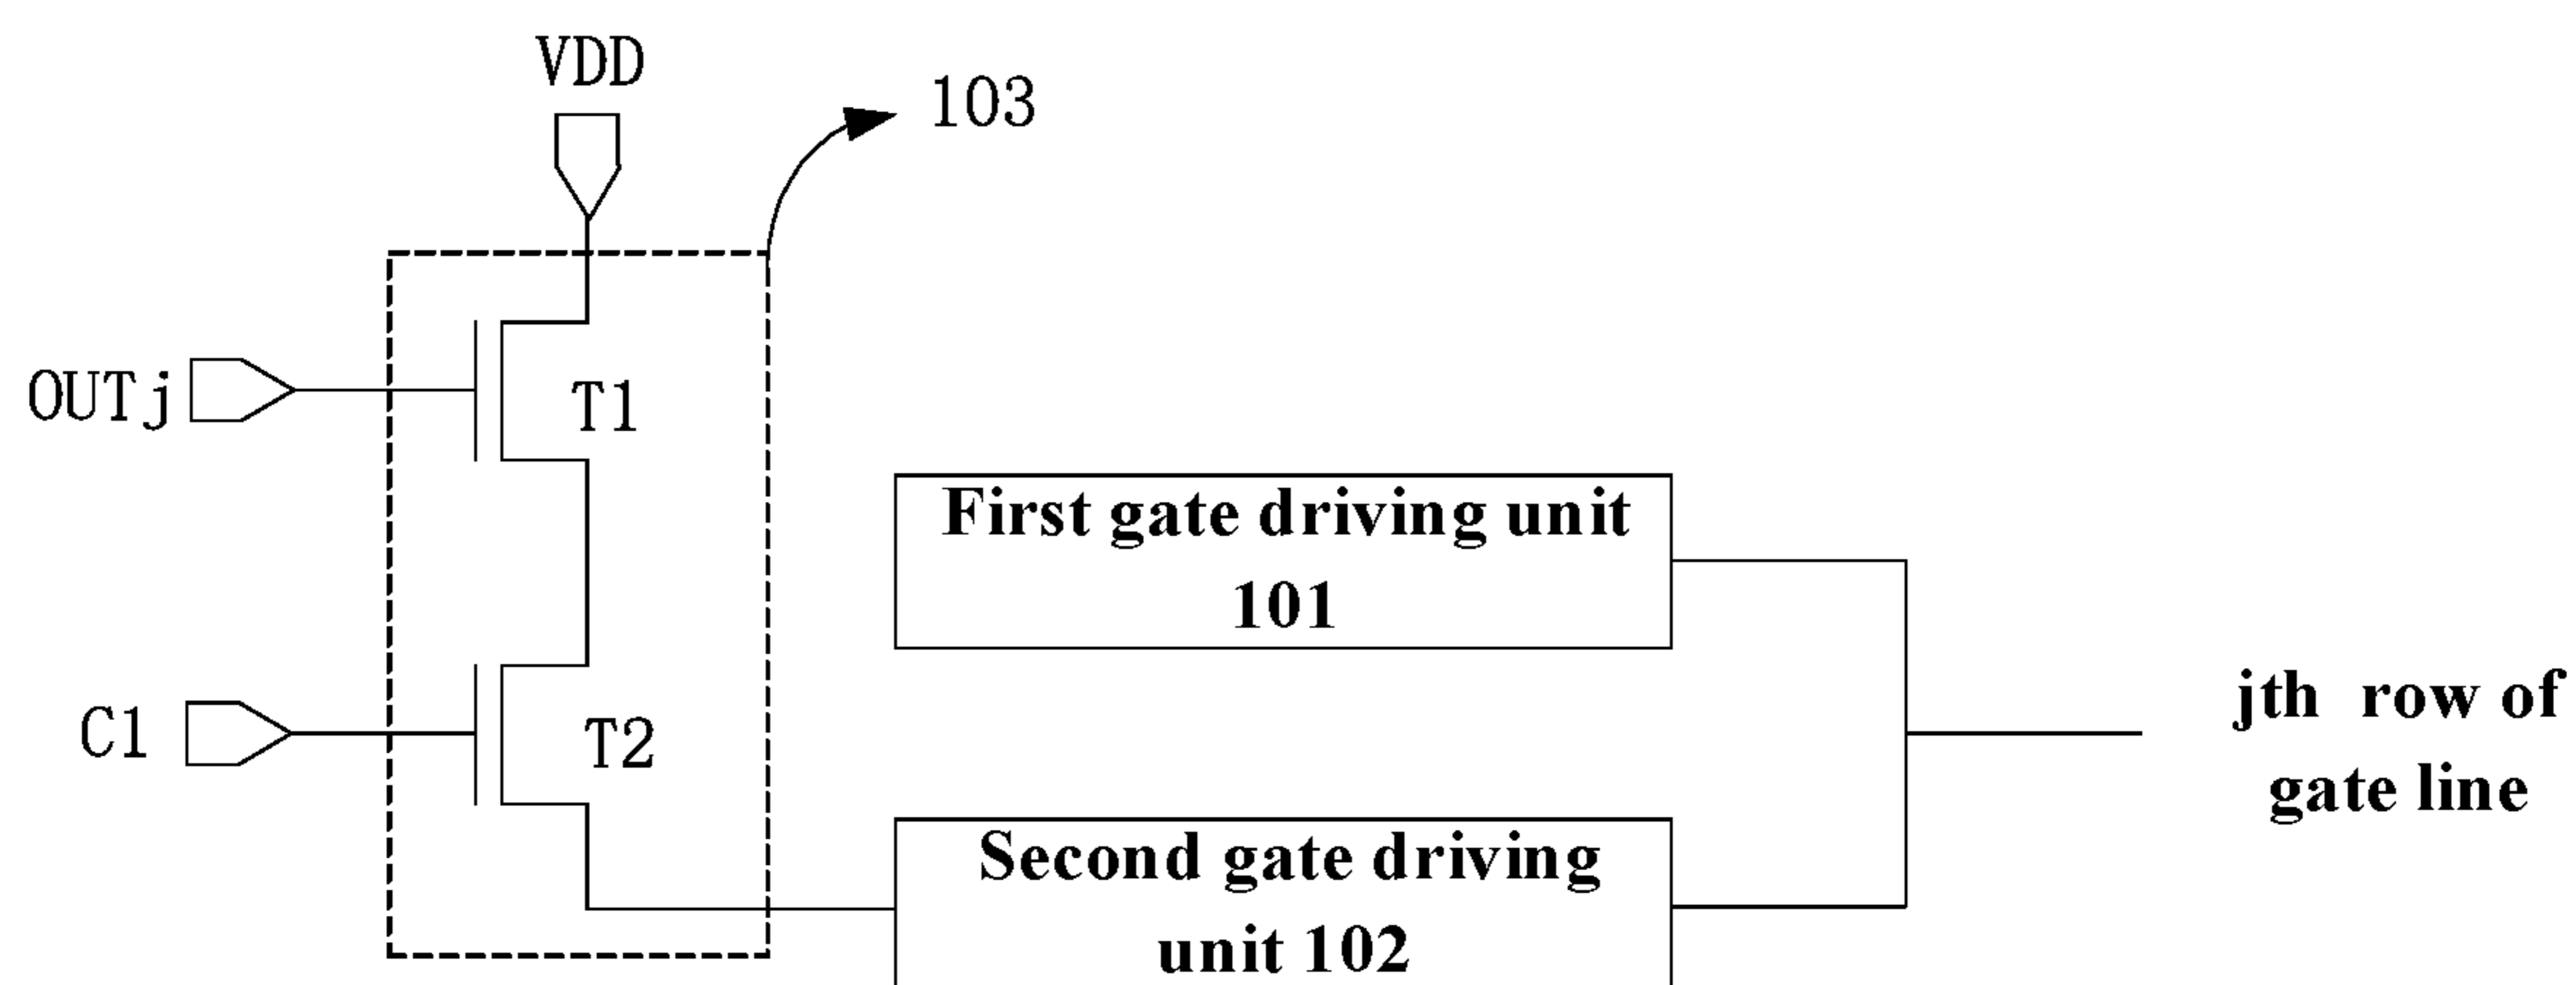 VDD
103
OUTj
T1
First gate driving unit
101
C1
T2
jth row of
gate line
Second gate driving
unit 102